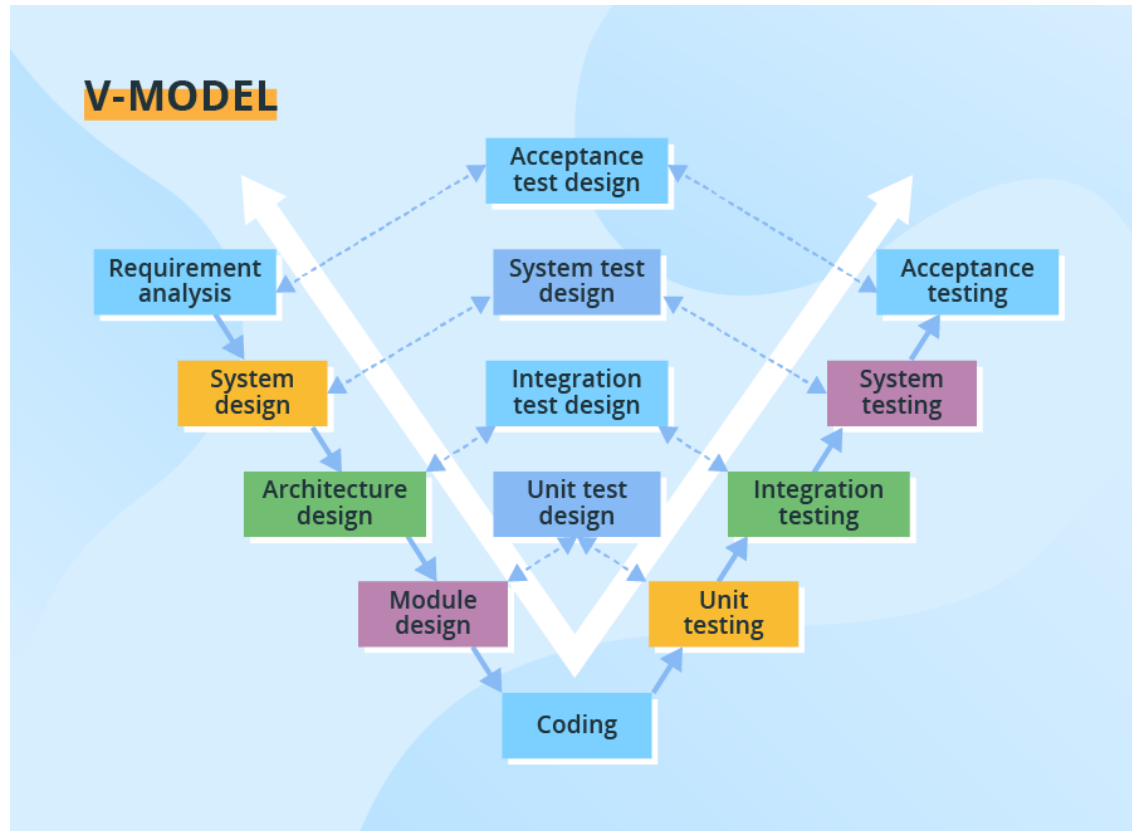 V-MODEL
Acceptance
test design
Requirement
analysis
System test
design
Acceptance
testing
System
design
Integration
test design
System
testing
Architecture
design
Unit test
design
Integration
testing
Module
design
Unit
testing
Coding